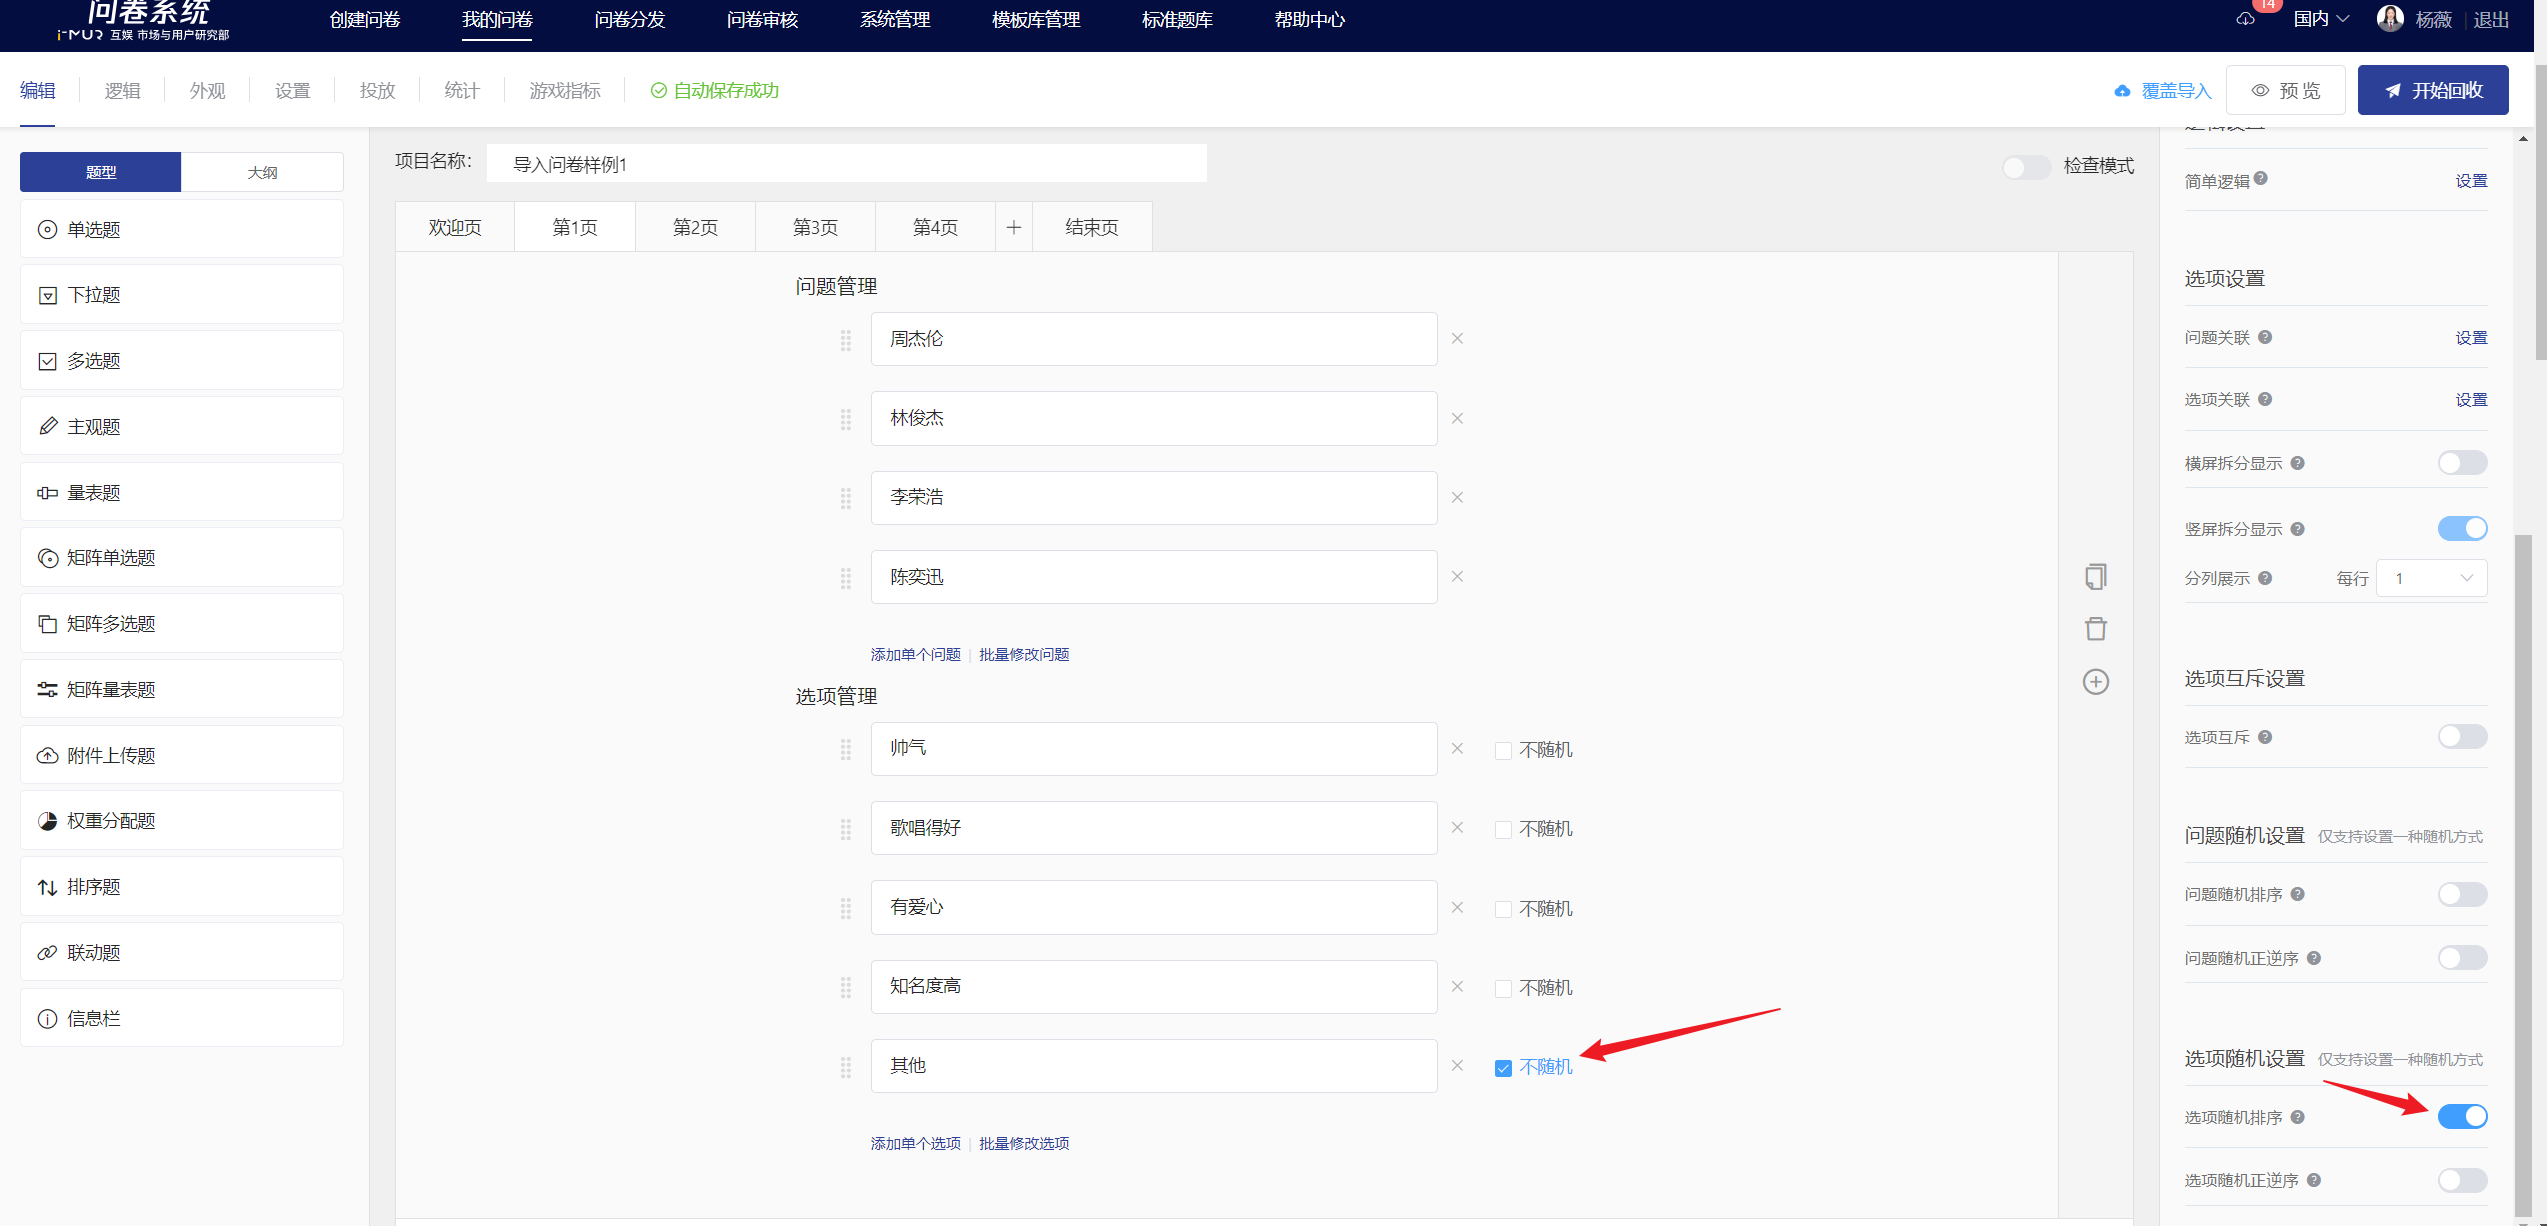 问卷系统
i-MUR 互娱 市场与用户研究部
创建问卷
我的问卷
问卷分发
问卷审核
系统管理
模板库管理
标准题库
帮助中心
14
国内
杨薇
退出
编辑
逻辑
外观
设置
投放
统计
游戏指标
自动保存成功
覆盖导入
预 览
开始回收
题型
大纲
单选题
下拉题
多选题
主观题
量表题
矩阵单选题
矩阵多选题
矩阵量表题
附件上传题
权重分配题
排序题
联动题
信息栏
项目名称:
导入问卷样例1
检查模式
欢迎页
第1页
第2页
第3页
第4页
结束页
问题管理
周杰伦
林俊杰
李荣浩
陈奕迅
添加单个问题 | 批量修改问题
选项管理
帅气
不随机
歌唱得好
不随机
有爱心
不随机
知名度高
不随机
其他
不随机
添加单个选项 | 批量修改选项
逻辑设置
简单逻辑
设置
选项设置
问题关联
设置
选项关联
设置
横屏拆分显示
竖屏拆分显示
分列展示
每行
1
选项互斥设置
选项互斥
问题随机设置 仅支持设置一种随机方式
问题随机排序
问题随机正逆序
选项随机设置 仅支持设置一种随机方式
选项随机排序
选项随机正逆序